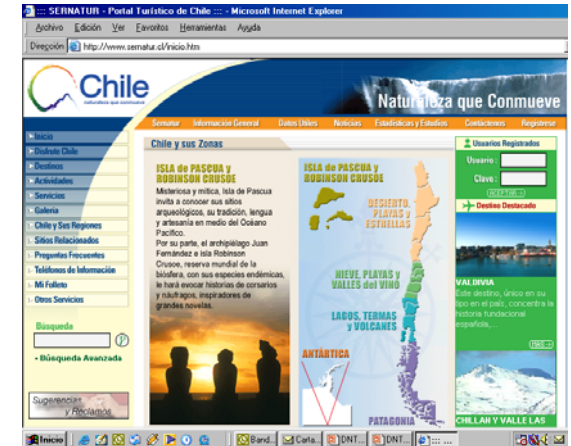 ::: SERNATUR - Portal Turístico de Chile ::: - Microsoft Internet Explorer
Archivo Edición Ver Favoritos Herramientas Ayuda
Dirección http://www.sernatur.cl/inicio.htm
Chile
naturaleza que conmueve
Naturaleza que Conmueve
Sernatur Información General Datos Utiles Noticias Estadísticas y Estudios Contáctenos Registrese
Inicio
Disfrute Chile
Destinos
Actividades
Servicios
Galería
Chile y Sus Regiones
Sitios Relacionados
Preguntas Frecuentes
Teléfonos de Información
Mi Folleto
Otros Servicios
Búsqueda
• Búsqueda Avanzada
Sugerencias
y Reclamos
Chile y sus Zonas
ISLA de PASCUA y
ROBINSON CRUSOE
Misteriosa y mítica, Isla de Pascua
invita a conocer sus sitios
arqueológicos, su tradición, lengua
y artesanía en medio del Océano
Pacífico.
Por su parte, el archipiélago Juan
Fernández e isla Robinson
Crusoe, reserva mundial de la
biósfera, con sus especies endémicas,
le hará evocar historias de corsarios
y náufragos, inspiradores de
grandes novelas.
ISLA de PASCUA y
ROBINSON CRUSOE
DESIERTO,
PLAYAS y
ESTRELLAS
NIEVE, PLAYAS y
VALLES del VINO
LAGOS, TERMAS
y VOLCANES
ANTÁRTICA
PATAGONIA
Usuarios Registrados
Usuario:
Clave:
ACEPTAR
Destino Destacado
VALDIVIA
Este destino, único en su
tipo en el país, concentra la
historia fundacional
española,...
MAS
CHILLAN Y VALLE LAS
Inicio Band... Carla... DNT... DNT... ::: ...